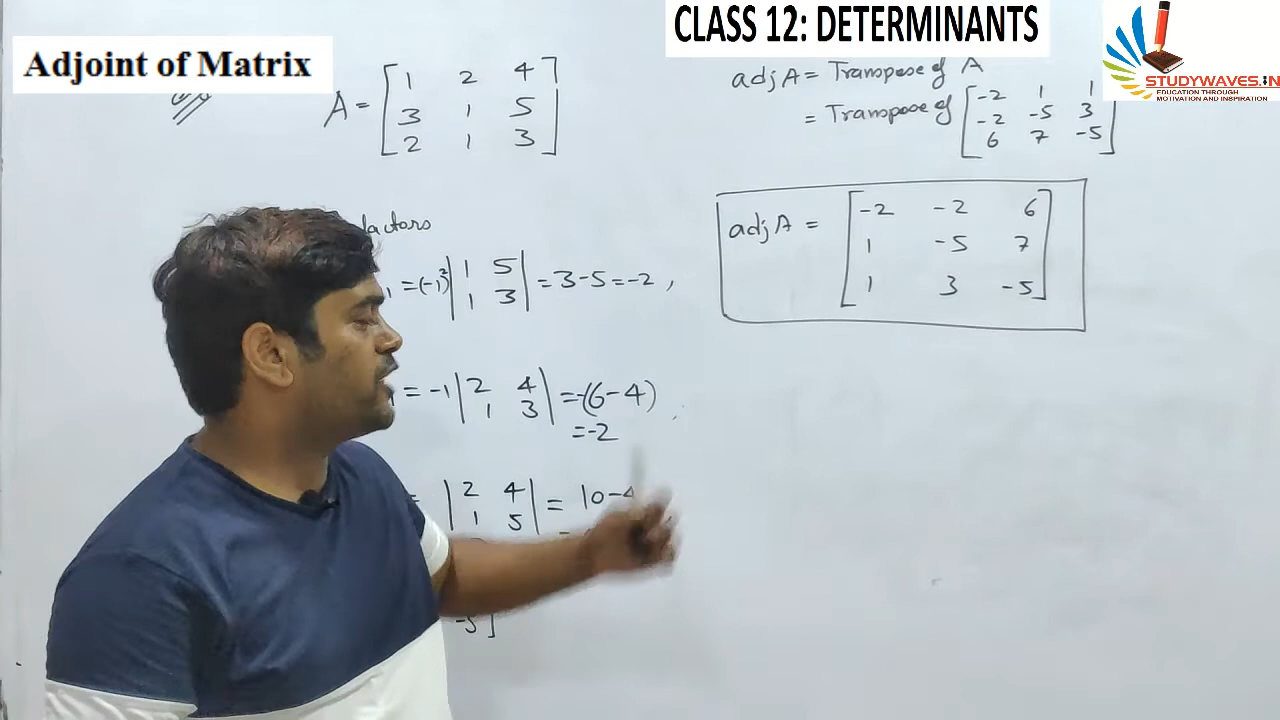 CLASS 12: DETERMINANTS
Adjoint of Matrix
STUDYWAVES.IN
EDUCATION THROUGH
MOTIVATION AND INSPIRATION
A = [1 2 4
3 1 5
2 1 3]
factors
1 = (-1)² |1 5
1 3| = 3-5 = -2 ,
= -1 |2 4
1 3| = -(6-4)
= -2
= |2 4
1 5| = 10-4
=
-5]
adj A = Transpose of A
= Transpose of [-2 1 1
-2 -5 3
6 7 -5]
adj A = [-2 -2 6
1 -5 7
1 3 -5]